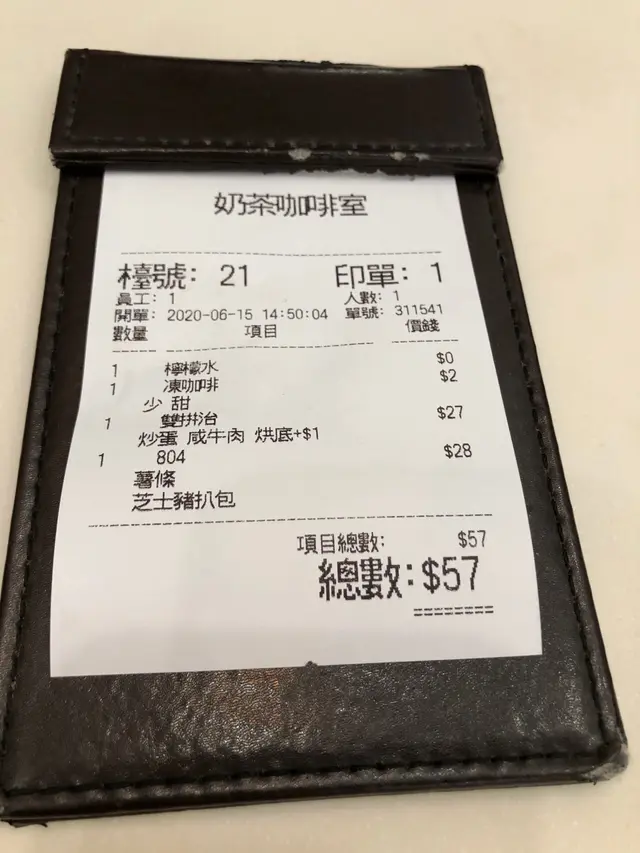 奶茶咖啡室
檯號: 21 印單: 1
員工: 1 人數: 1
開單: 2020-06-15 14:50:04 單號: 311541
數量 項目 價錢
1 檸檬水 $0
1 凍咖啡 $2
少 甜
1 雙拼治 $27
炒蛋 咸牛肉 烘底+$1
1 804 $28
薯條
芝士豬扒包
項目總數: $57
總數: $57